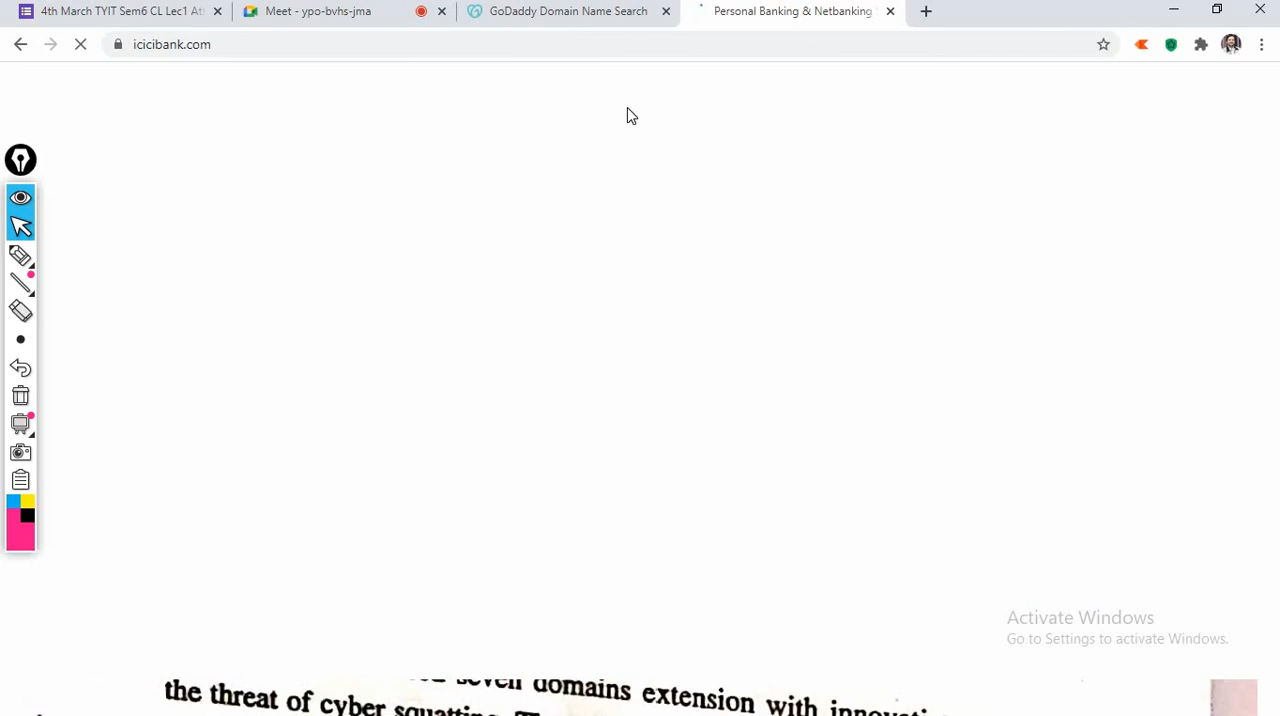 4th March TYIT Sem6 CL Lec1 At
Meet - ypo-bvhs-jma
GoDaddy Domain Name Search
Personal Banking & Netbanking
icicibank.com
Activate Windows
Go to Settings to activate Windows.
seven domains extension with
the threat of cyber